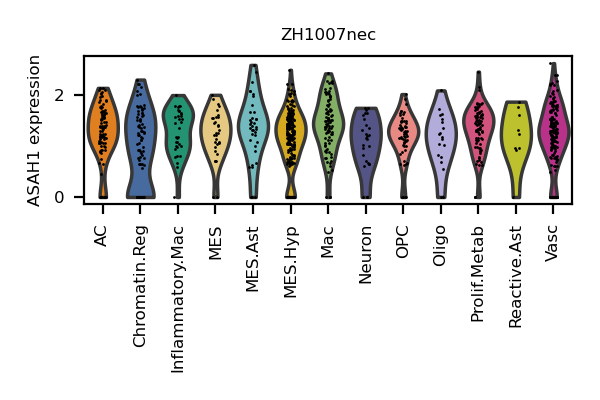 ZH1007nec
ASAH1 expression
2
0
AC
Chromatin.Reg
Inflammatory.Mac
MES
MES.Ast
MES.Hyp
Mac
Neuron
OPC
Oligo
Prolif.Metab
Reactive.Ast
Vasc